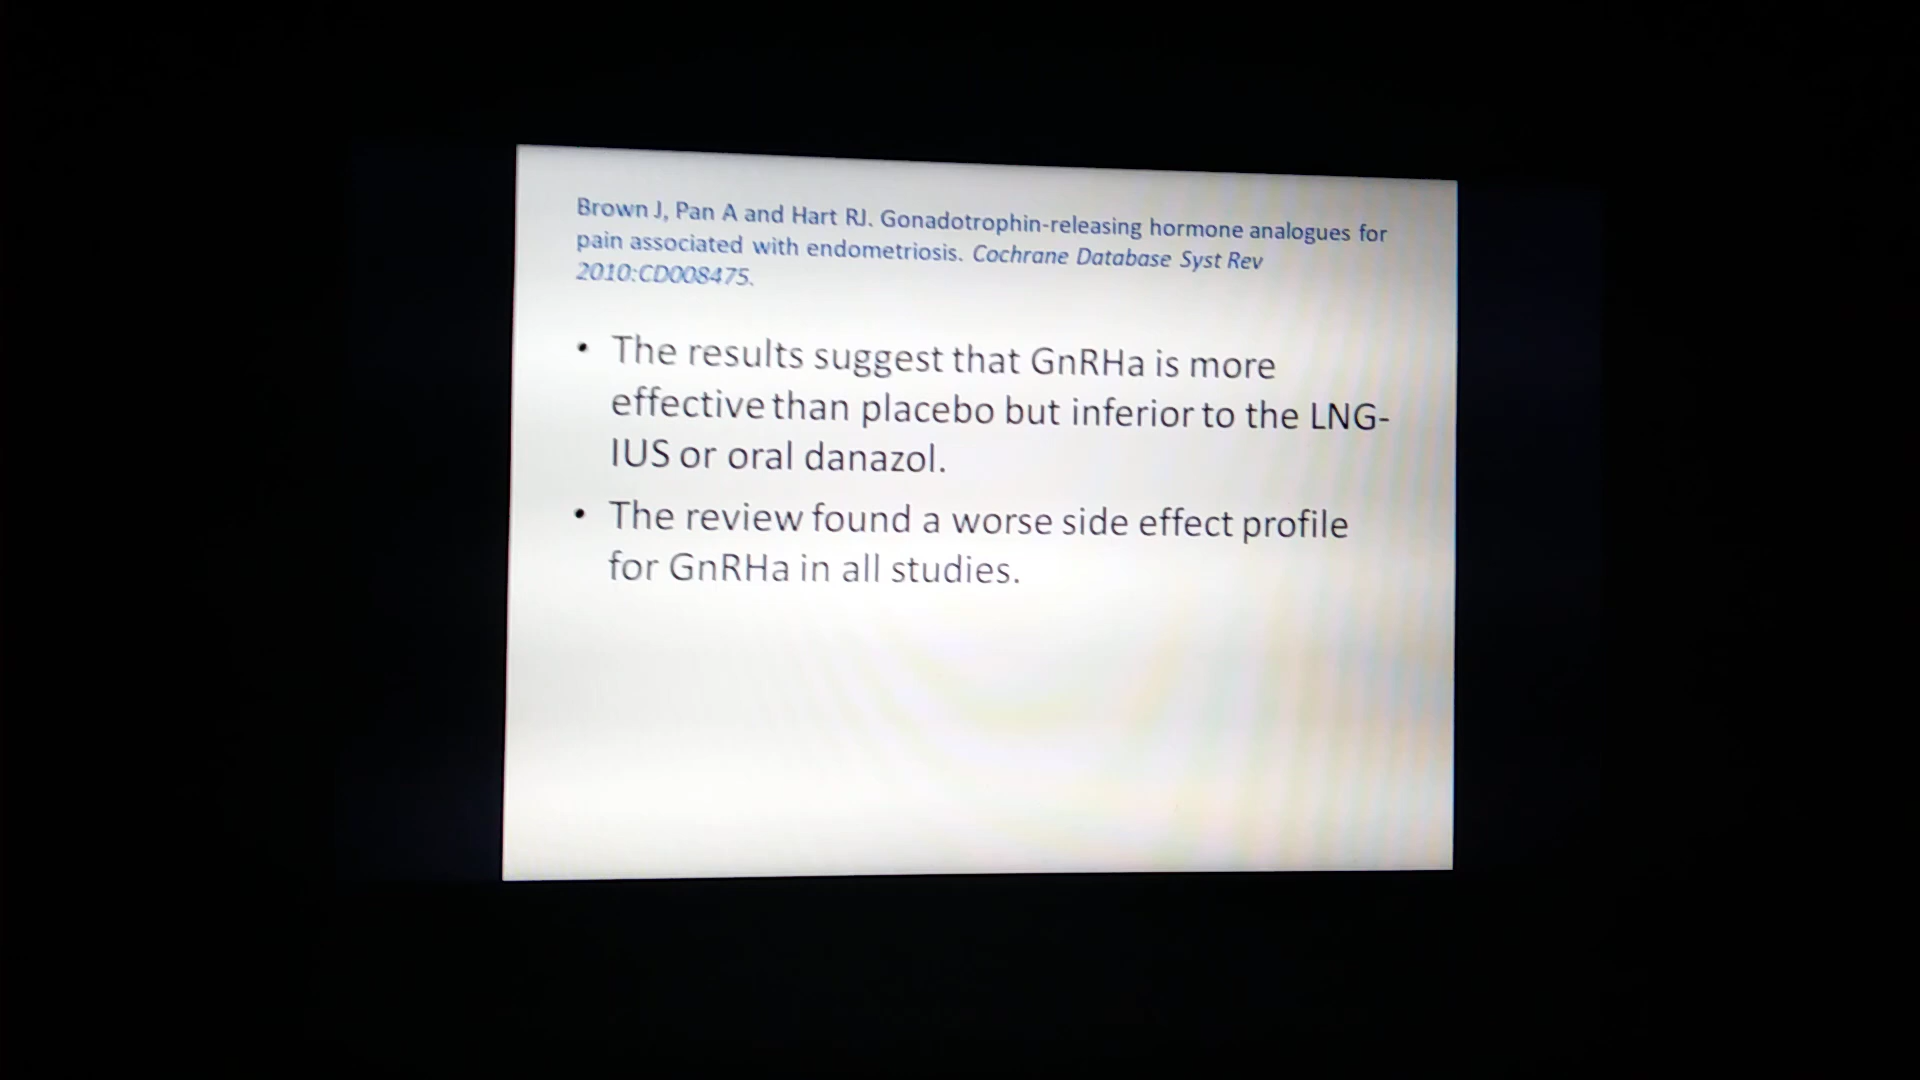 Brown J, Pan A and Hart RJ. Gonadotrophin-releasing hormone analogues for
pain associated with endometriosis. Cochrane Database Syst Rev
2010:CD008475.
• The results suggest that GnRHa is more
effective than placebo but inferior to the LNG-
IUS or oral danazol.
• The review found a worse side effect profile
for GnRHa in all studies.